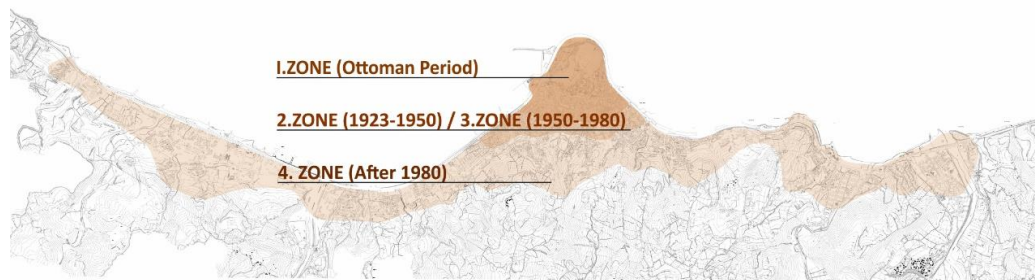 I.ZONE (Ottoman Period)
2.ZONE (1923-1950) / 3.ZONE (1950-1980)
4. ZONE (After 1980)